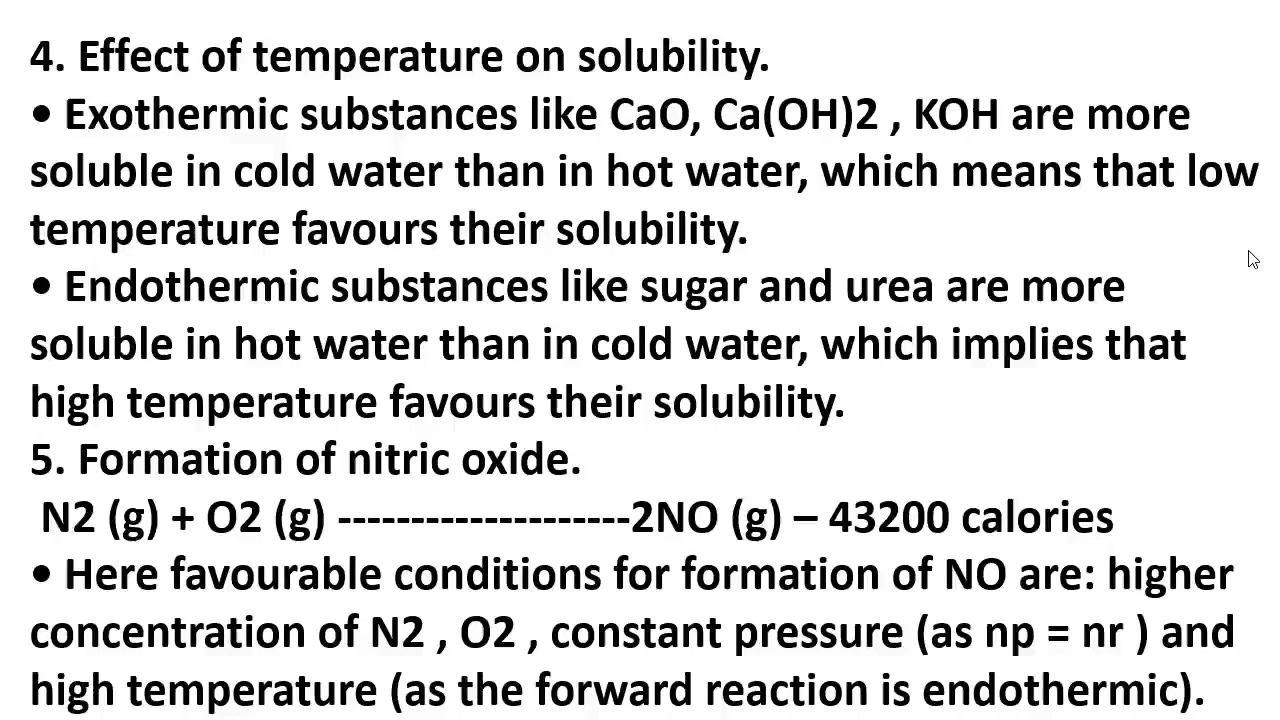 4. Effect of temperature on solubility.
• Exothermic substances like CaO, Ca(OH)2 , KOH are more
soluble in cold water than in hot water, which means that low
temperature favours their solubility.
• Endothermic substances like sugar and urea are more
soluble in hot water than in cold water, which implies that
high temperature favours their solubility.
5. Formation of nitric oxide.
N2 (g) + O2 (g) --------------------2NO (g) – 43200 calories
• Here favourable conditions for formation of NO are: higher
concentration of N2 , O2 , constant pressure (as np = nr ) and
high temperature (as the forward reaction is endothermic).